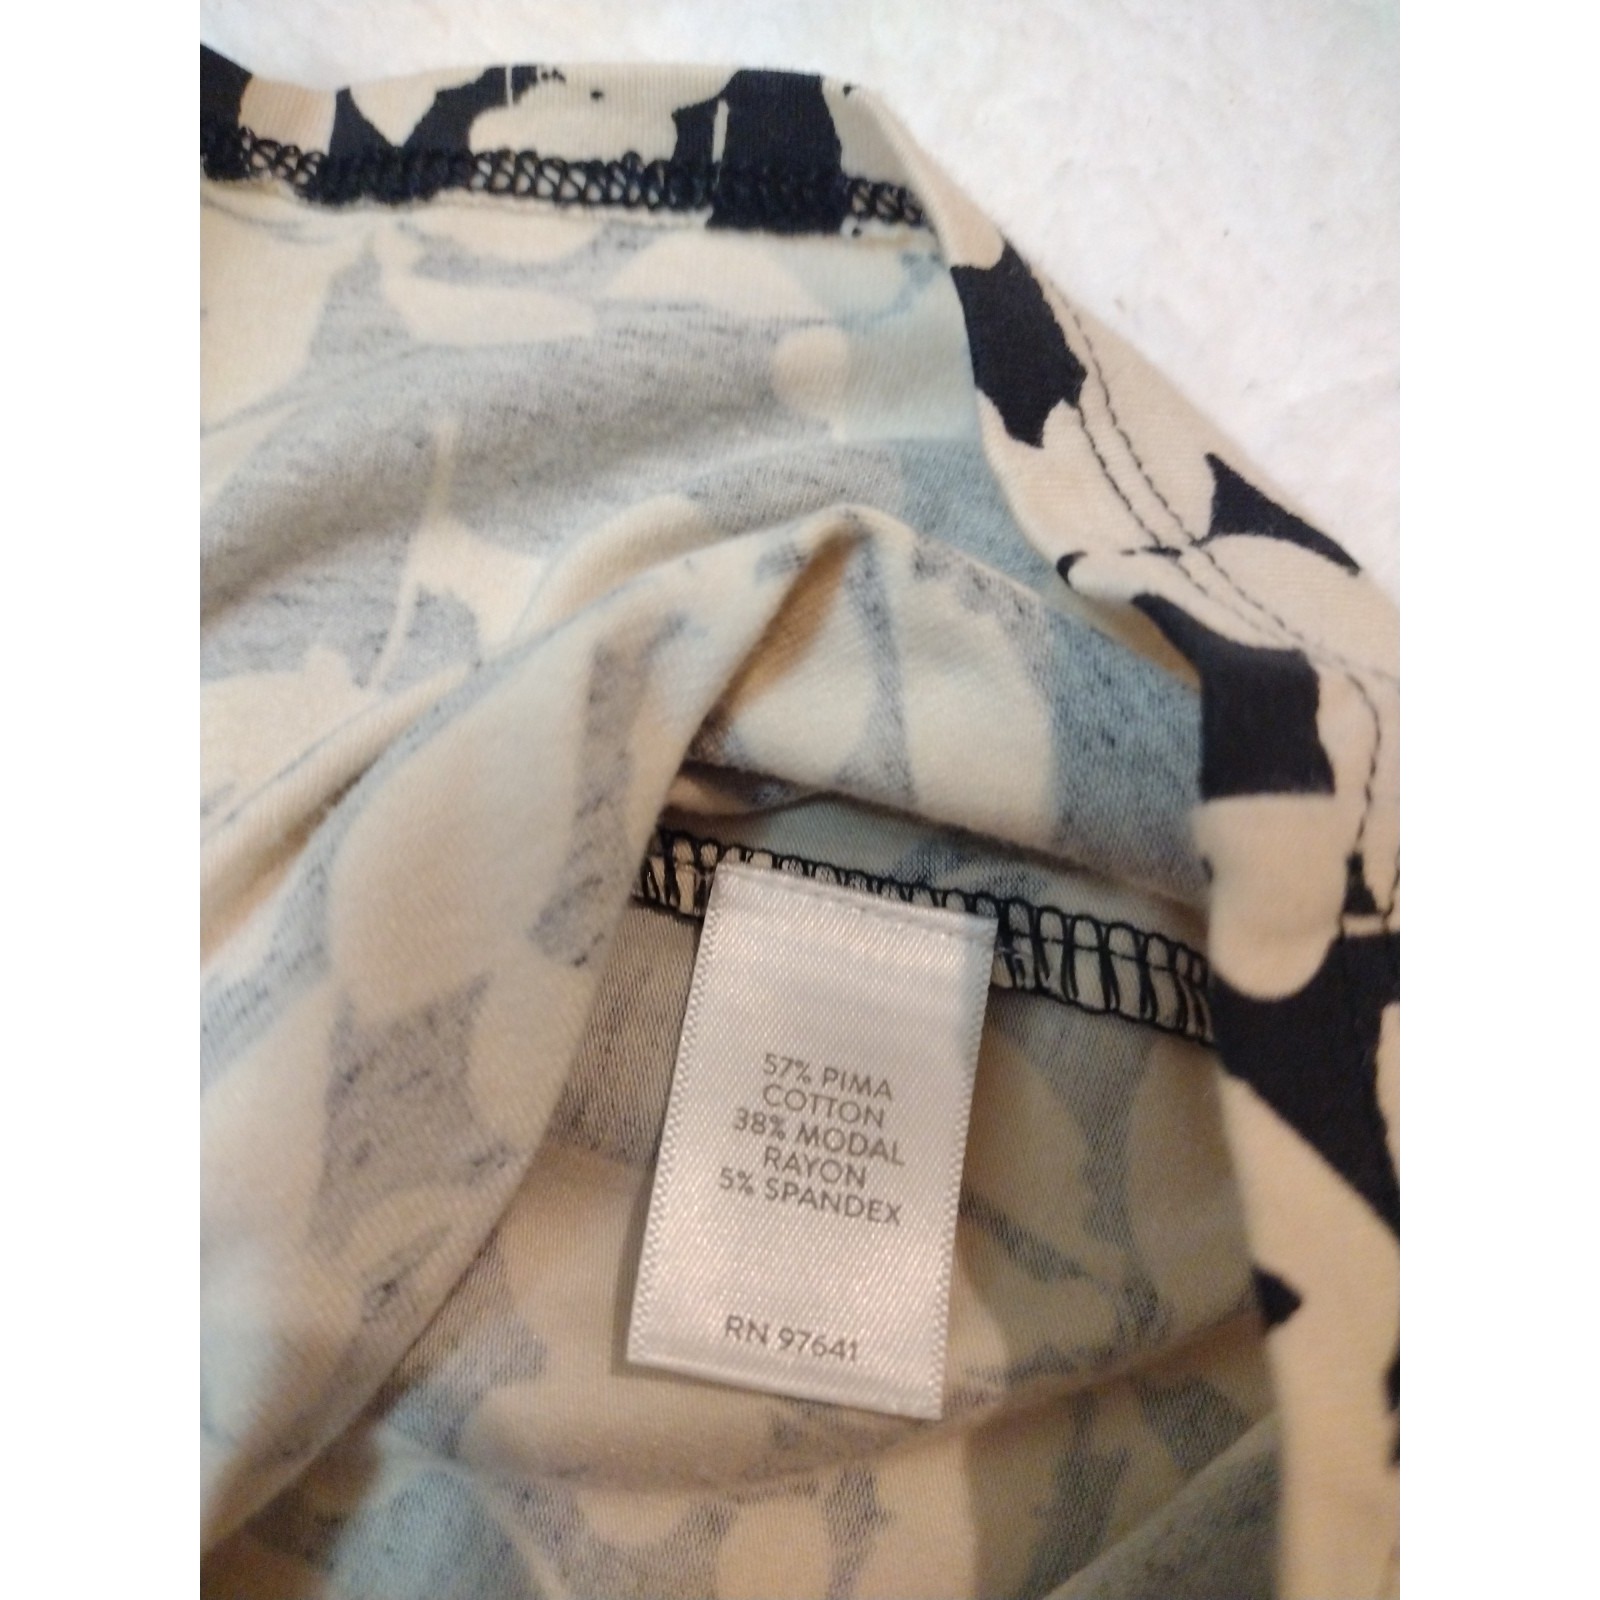 57% PIMA
COTTON
38% MODAL
RAYON
5% SPANDEX
RN 97641